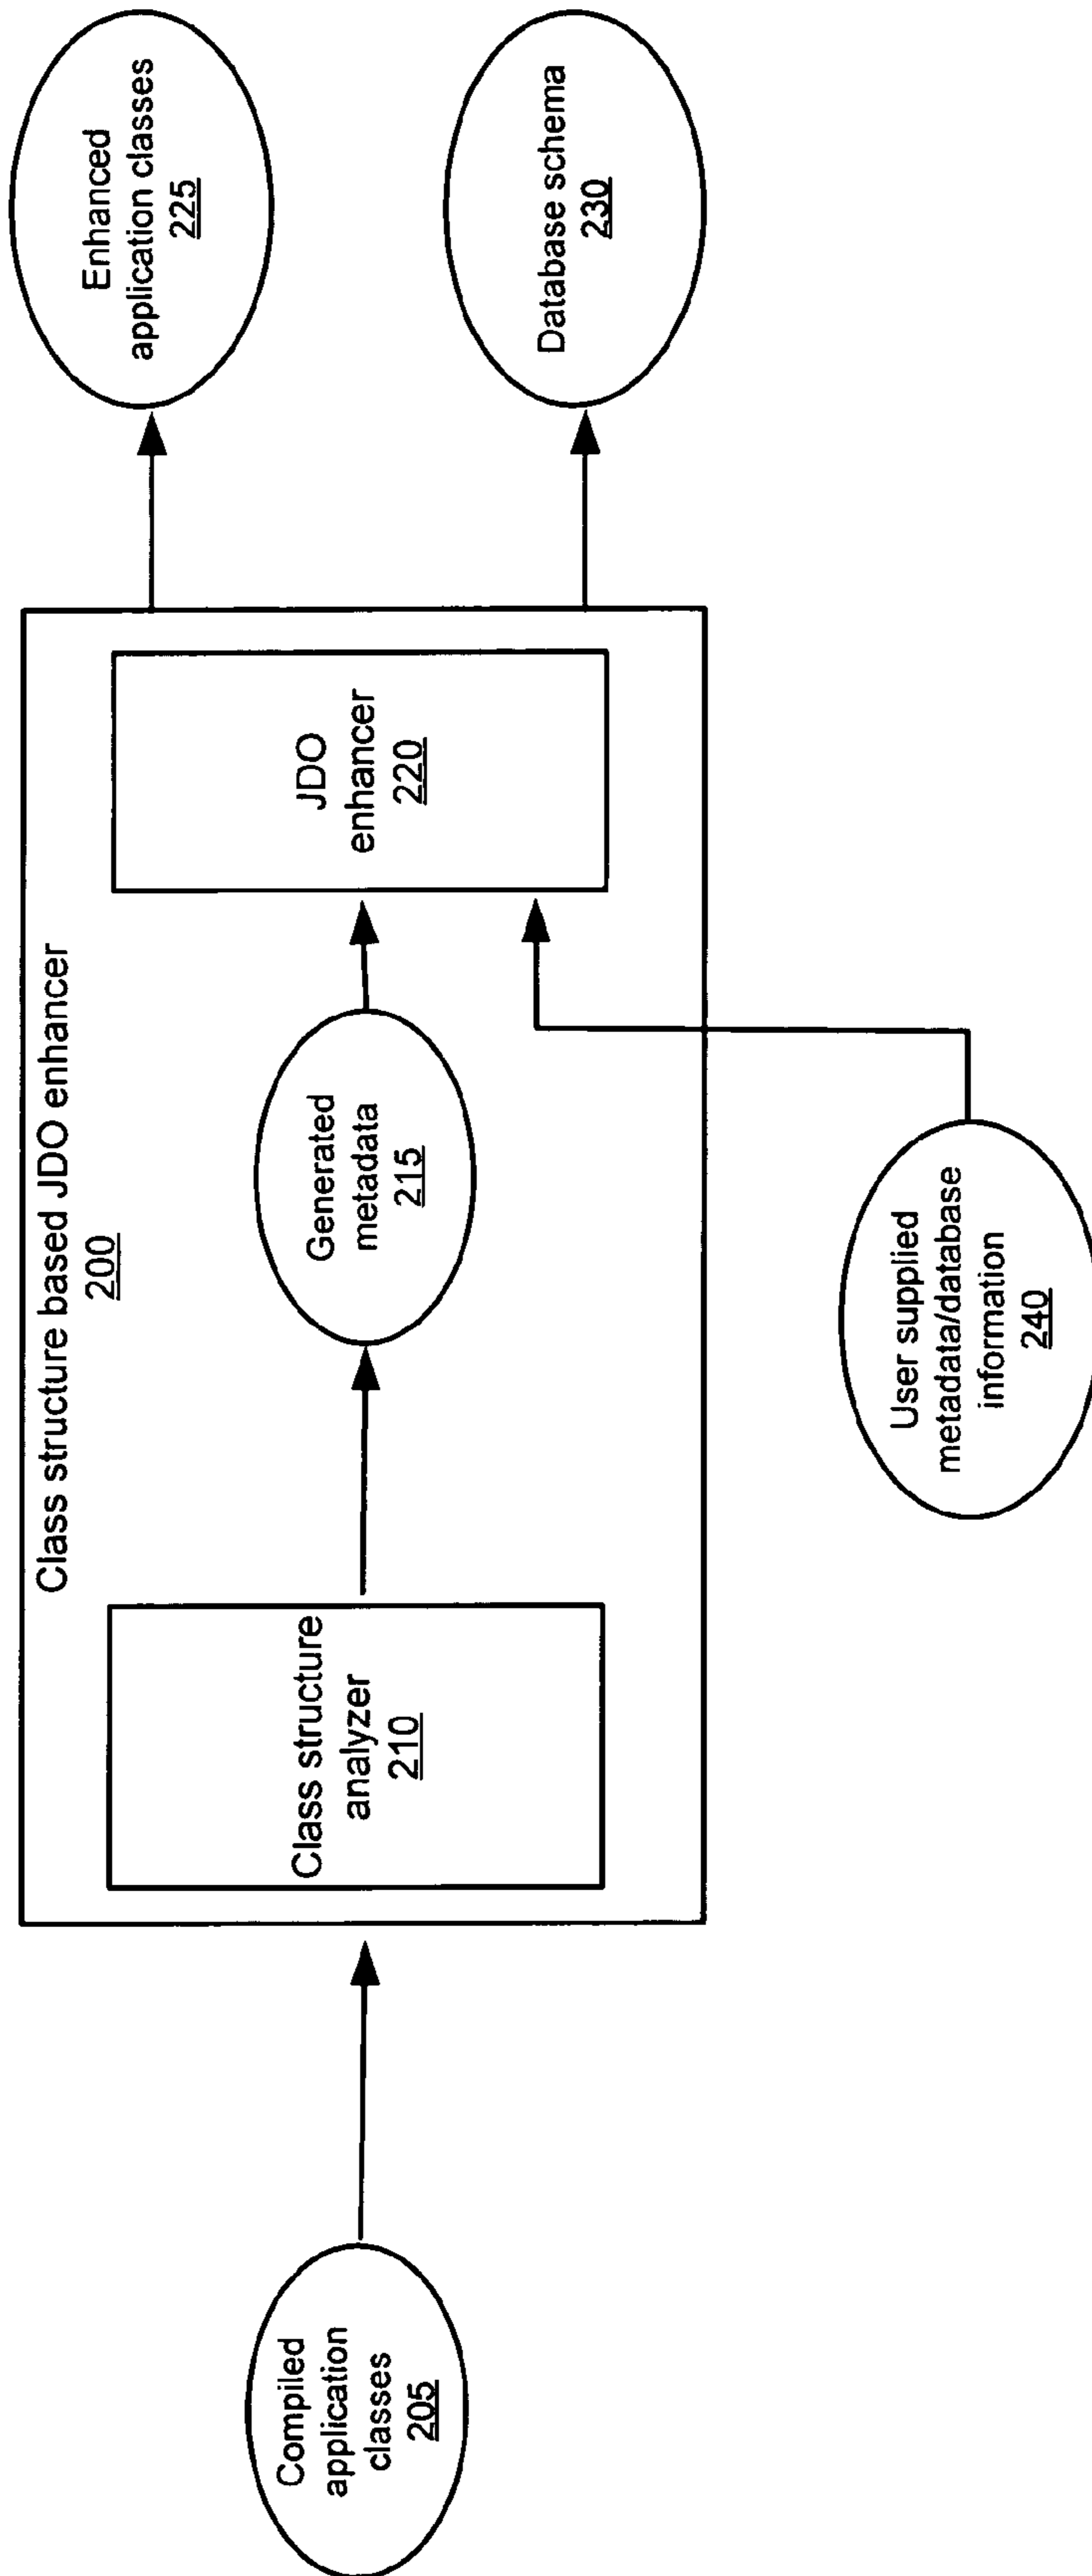 Class structure based JDO enhancer
200
Compiled
application
classes
205
Class structure
analyzer
210
Generated
metadata
215
JDO
enhancer
220
Enhanced
application classes
225
Database schema
230
User supplied
metadata/database
information
240